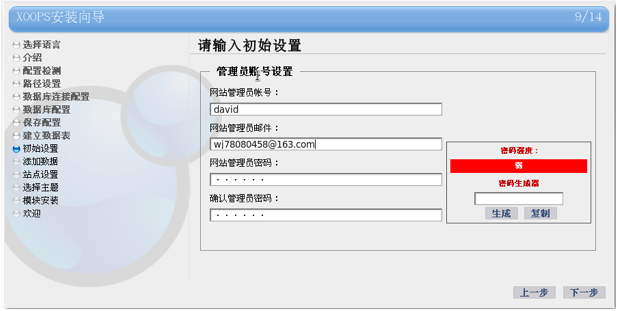 XOOPS安装向导
9/14
选择语言
介绍
配置检测
路径设置
数据库连接配置
数据库配置
保存配置
建立数据表
初始设置
添加数据
站点设置
选择主题
模块安装
欢迎
请输入初始设置
管理员账号设置
网站管理员帐号：
david
网站管理员邮件：
wj78080458@163.com
网站管理员密码：
······
确认管理员密码：
······
密码强度：
弱
密码生成器
生成 复制
上一步 下一步